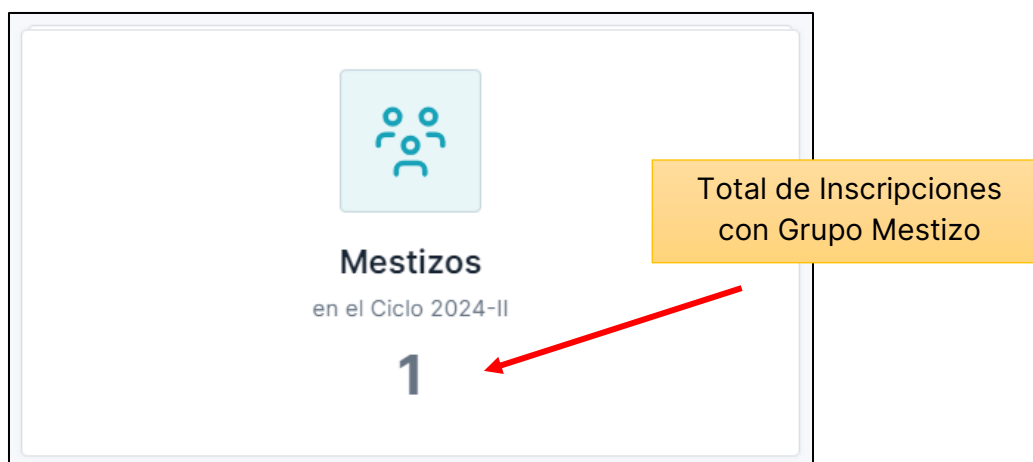 Mestizos
en el Ciclo 2024-II
1
Total de Inscripciones
con Grupo Mestizo